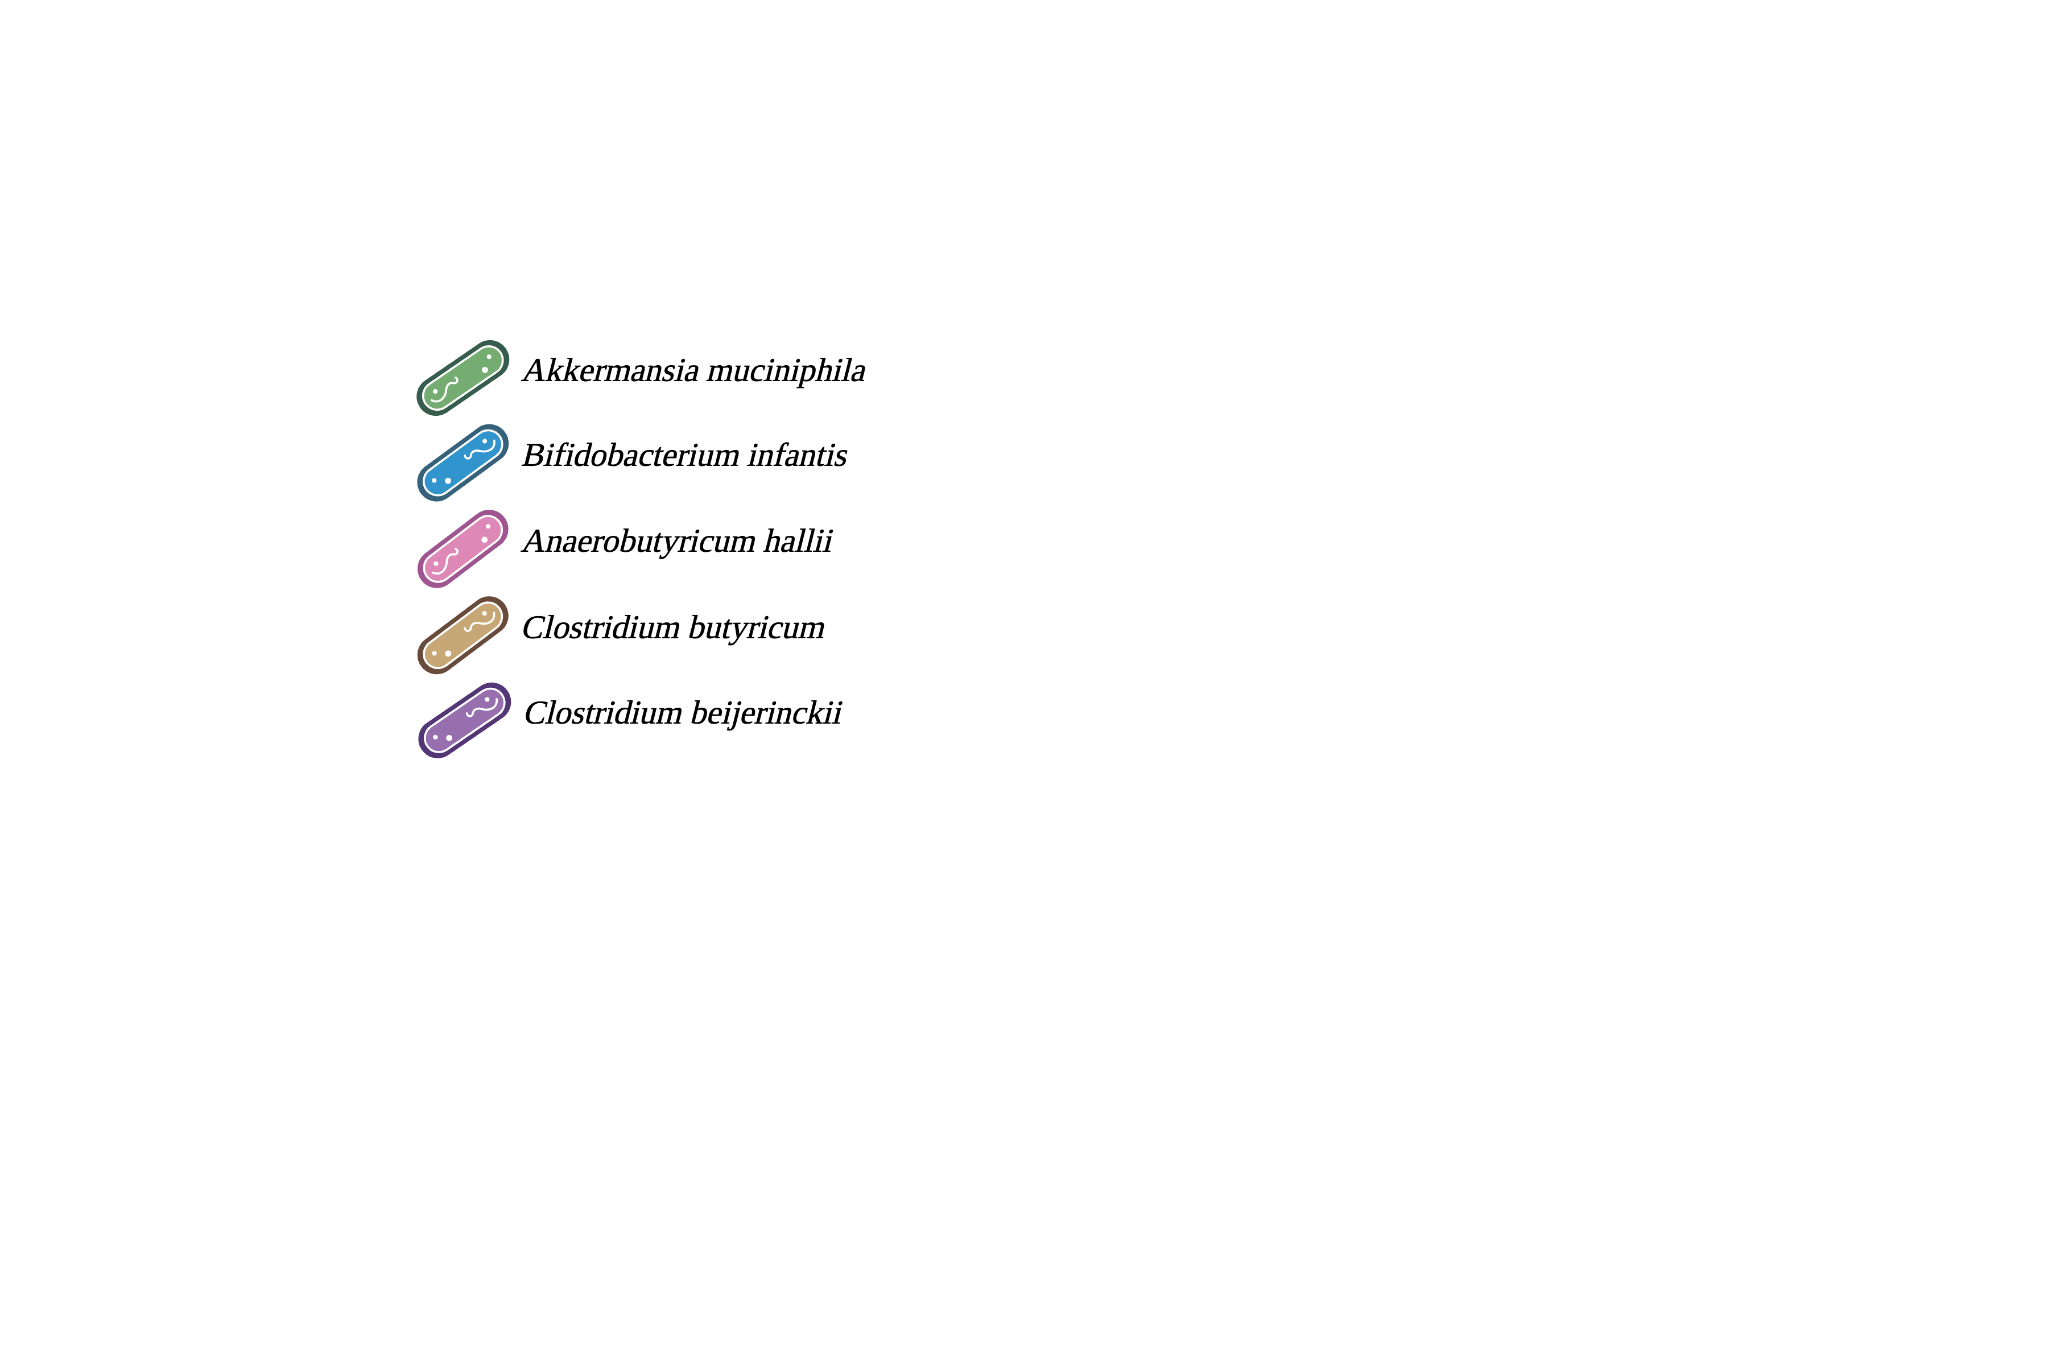 Akkermansia muciniphila
Bifidobacterium infantis
Anaerobutyricum hallii
Clostridium butyricum
Clostridium beijerinckii